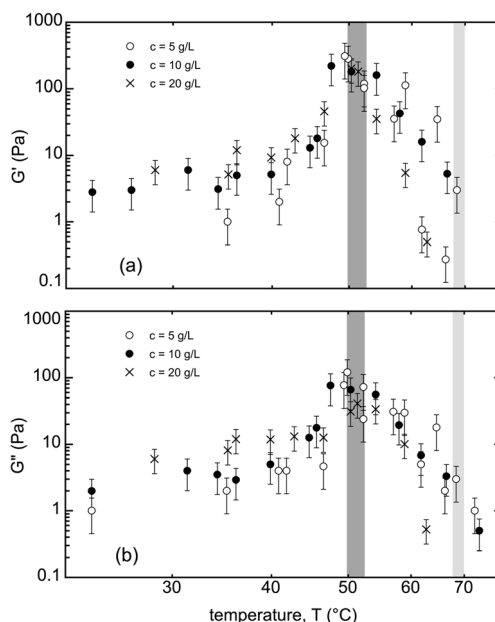 1000
100
10
1
0.1
G' (Pa)
c = 5 g/L
c = 10 g/L
c = 20 g/L
(a)
1000
100
10
1
0.1
G" (Pa)
c = 5 g/L
c = 10 g/L
c = 20 g/L
(b)
30 40 50 60 70
temperature, T (°C)